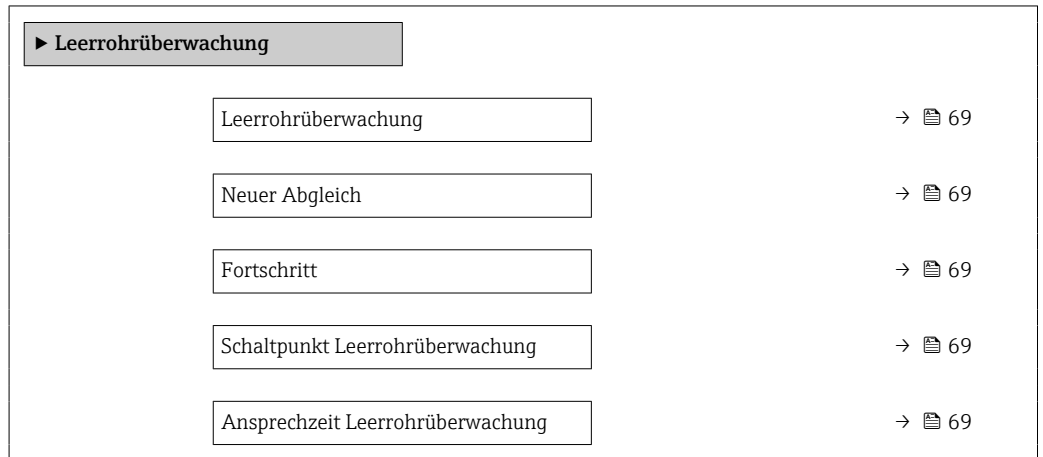 ▶ Leerrohrüberwachung
Leerrohrüberwachung → 69
Neuer Abgleich → 69
Fortschritt → 69
Schaltpunkt Leerrohrüberwachung → 69
Ansprechzeit Leerrohrüberwachung → 69